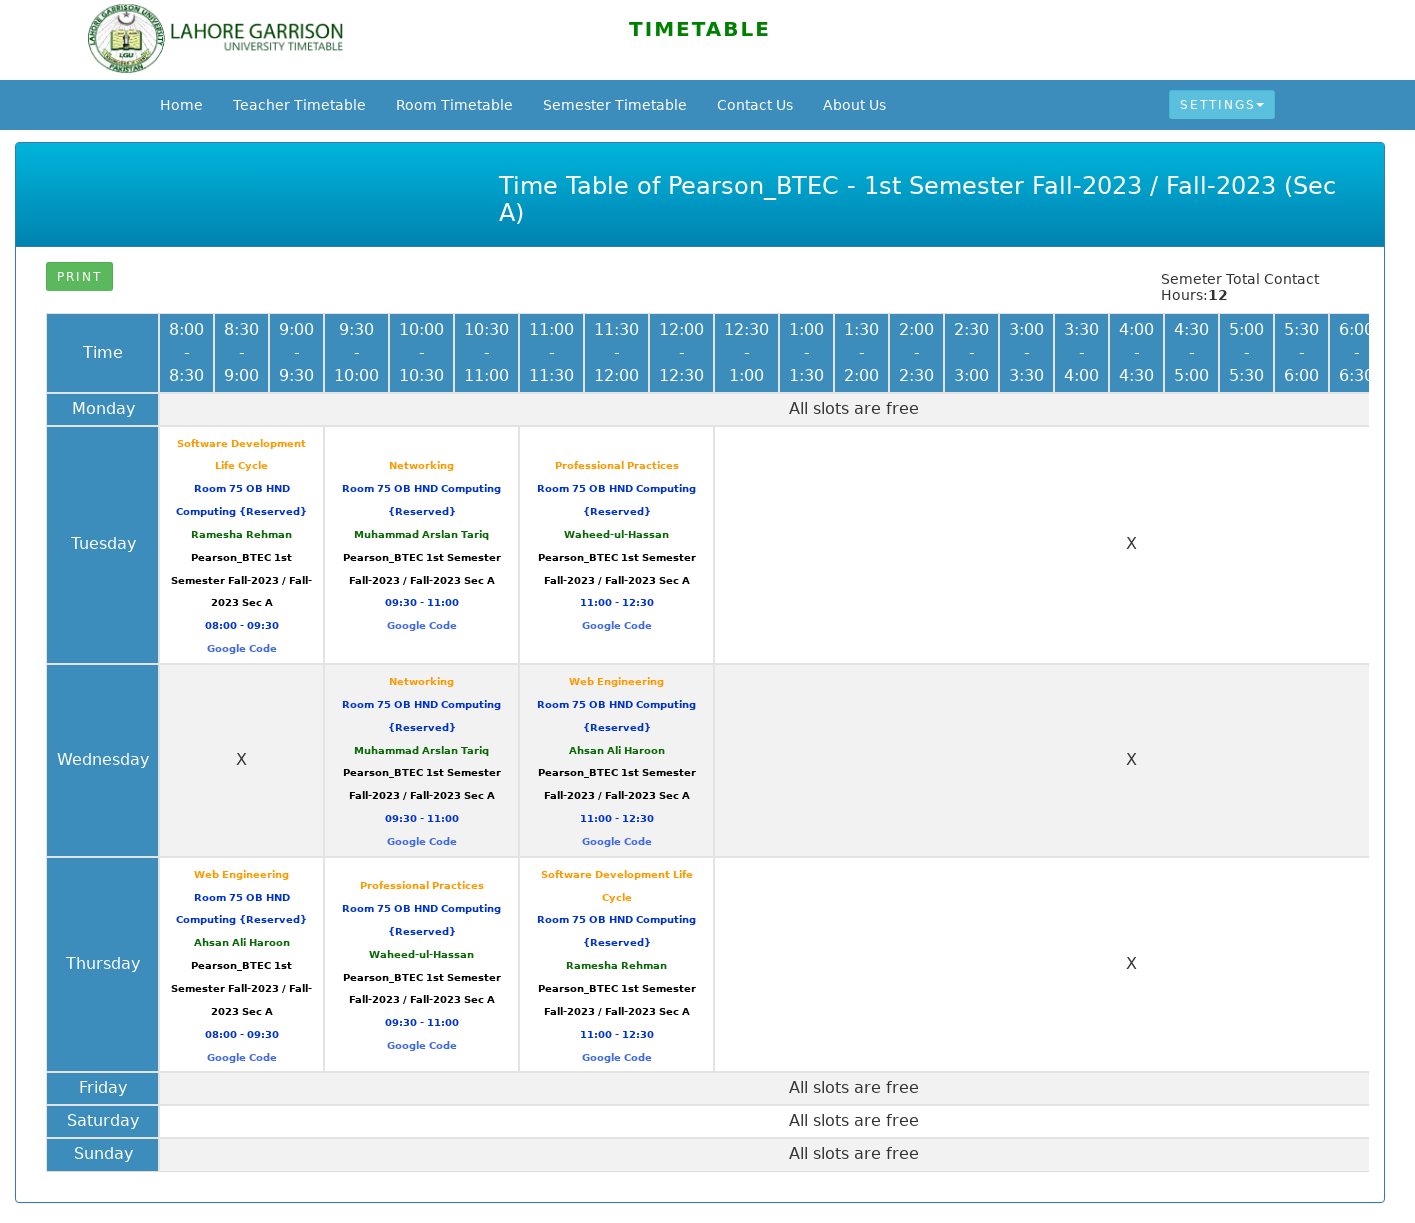 LAHORE GARRISON
UNIVERSITY TIMETABLE
TIMETABLE
Home Teacher Timetable Room Timetable Semester Timetable Contact Us About Us SETTINGS
Time Table of Pearson_BTEC - 1st Semester Fall-2023 / Fall-2023 (Sec
A)
PRINT
Semeter Total Contact
Hours:12
Time
8:00 - 8:30
8:30 - 9:00
9:00 - 9:30
9:30 - 10:00
10:00 - 10:30
10:30 - 11:00
11:00 - 11:30
11:30 - 12:00
12:00 - 12:30
12:30 - 1:00
1:00 - 1:30
1:30 - 2:00
2:00 - 2:30
2:30 - 3:00
3:00 - 3:30
3:30 - 4:00
4:00 - 4:30
4:30 - 5:00
5:00 - 5:30
5:30 - 6:00
6:00 - 6:30
Monday
All slots are free
Tuesday
Software Development
Life Cycle
Room 75 OB HND
Computing {Reserved}
Ramesha Rehman
Pearson_BTEC 1st
Semester Fall-2023 / Fall-
2023 Sec A
08:00 - 09:30
Google Code
Networking
Room 75 OB HND Computing
{Reserved}
Muhammad Arslan Tariq
Pearson_BTEC 1st Semester
Fall-2023 / Fall-2023 Sec A
09:30 - 11:00
Google Code
Professional Practices
Room 75 OB HND Computing
{Reserved}
Waheed-ul-Hassan
Pearson_BTEC 1st Semester
Fall-2023 / Fall-2023 Sec A
11:00 - 12:30
Google Code
X
Wednesday
X
Networking
Room 75 OB HND Computing
{Reserved}
Muhammad Arslan Tariq
Pearson_BTEC 1st Semester
Fall-2023 / Fall-2023 Sec A
09:30 - 11:00
Google Code
Web Engineering
Room 75 OB HND Computing
{Reserved}
Ahsan Ali Haroon
Pearson_BTEC 1st Semester
Fall-2023 / Fall-2023 Sec A
11:00 - 12:30
Google Code
X
Thursday
Web Engineering
Room 75 OB HND
Computing {Reserved}
Ahsan Ali Haroon
Pearson_BTEC 1st
Semester Fall-2023 / Fall-
2023 Sec A
08:00 - 09:30
Google Code
Professional Practices
Room 75 OB HND Computing
{Reserved}
Waheed-ul-Hassan
Pearson_BTEC 1st Semester
Fall-2023 / Fall-2023 Sec A
09:30 - 11:00
Google Code
Software Development Life
Cycle
Room 75 OB HND Computing
{Reserved}
Ramesha Rehman
Pearson_BTEC 1st Semester
Fall-2023 / Fall-2023 Sec A
11:00 - 12:30
Google Code
X
Friday
All slots are free
Saturday
All slots are free
Sunday
All slots are free